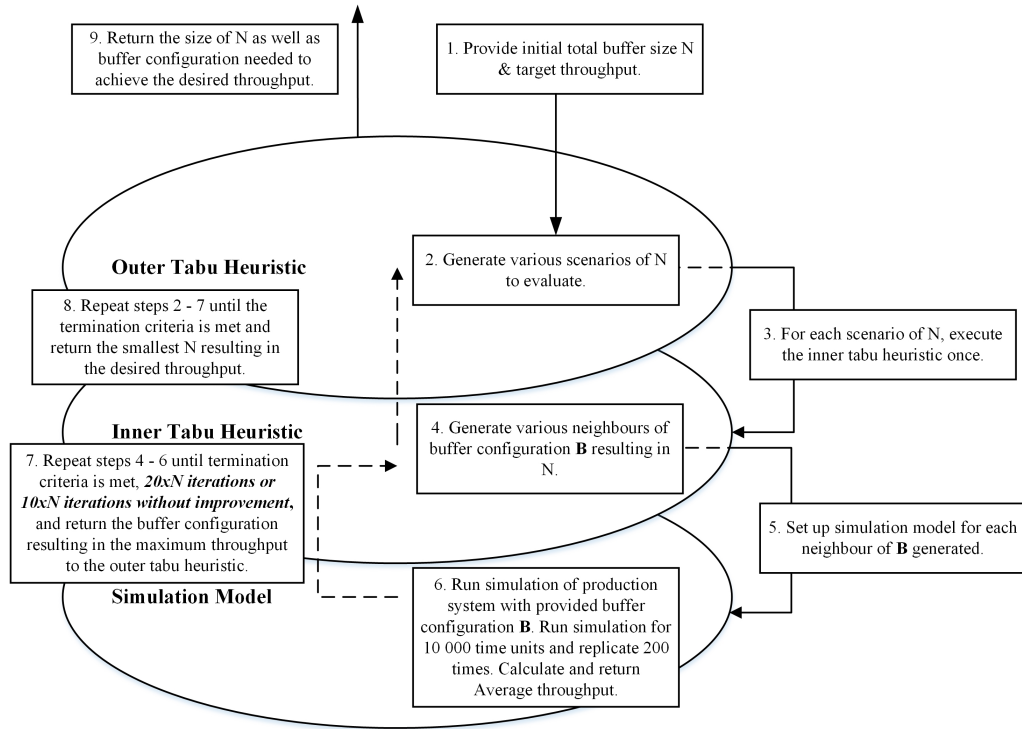 9. Return the size of N as well as
buffer configuration needed to
achieve the desired throughput.
1. Provide initial total buffer size N
& target throughput.
Outer Tabu Heuristic
2. Generate various scenarios of N
to evaluate.
8. Repeat steps 2 - 7 until the
termination criteria is met and
return the smallest N resulting in
the desired throughput.
3. For each scenario of N, execute
the inner tabu heuristic once.
Inner Tabu Heuristic
4. Generate various neighbours of
buffer configuration B resulting in
N.
7. Repeat steps 4 - 6 until termination
criteria is met, 20xN iterations or
10xN iterations without improvement,
and return the buffer configuration
resulting in the maximum throughput
to the outer tabu heuristic.
5. Set up simulation model for each
neighbour of B generated.
Simulation Model
6. Run simulation of production
system with provided buffer
configuration B. Run simulation for
10 000 time units and replicate 200
times. Calculate and return
Average throughput.